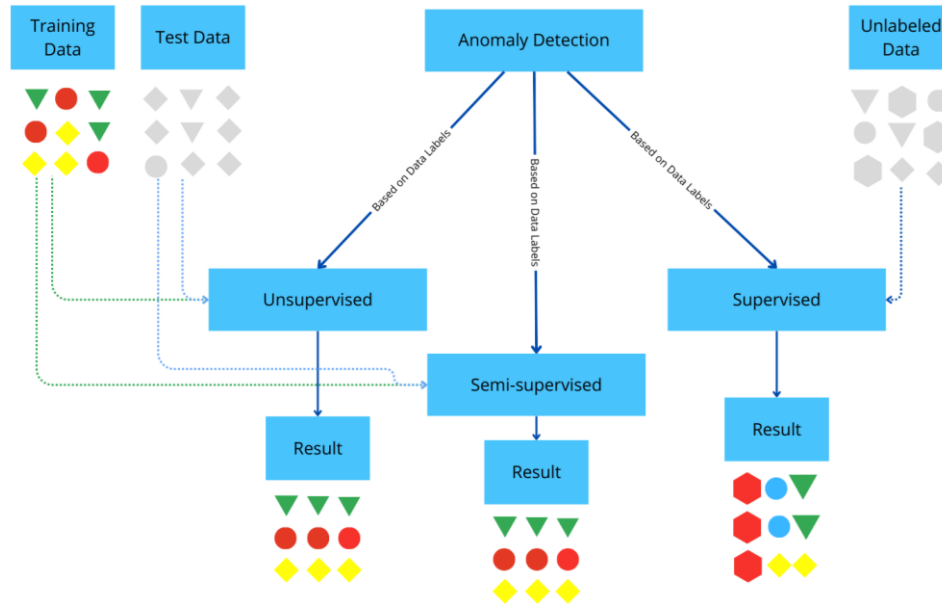 Training
Data
Test Data
Anomaly Detection
Unlabeled
Data
Based on Data Labels
Based on Data Labels
Based on Data Labels
Unsupervised
Supervised
Semi-supervised
Result
Result
Result